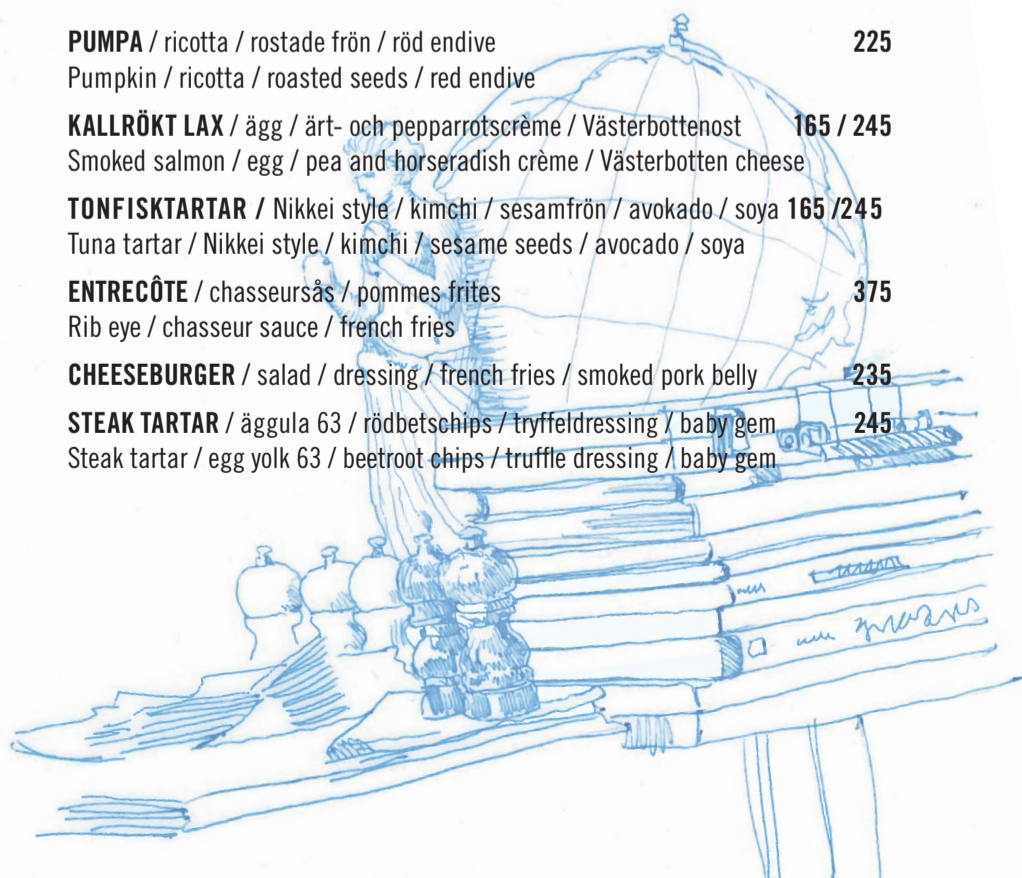 PUMPA / ricotta / rostade frön / röd endive 225
Pumpkin / ricotta / roasted seeds / red endive
KALLRÖKT LAX / ägg / ärt- och pepparrotscrème / Västerbottenost 165 / 245
Smoked salmon / egg / pea and horseradish crème / Västerbotten cheese
TONFISKTARTAR / Nikkei style / kimchi / sesamfrön / avokado / soya 165 /245
Tuna tartar / Nikkei style / kimchi / sesame seeds / avocado / soya
ENTRECÔTE / chasseursås / pommes frites 375
Rib eye / chasseur sauce / french fries
CHEESEBURGER / salad / dressing / french fries / smoked pork belly 235
STEAK TARTAR / äggula 63 / rödbetschips / tryffeldressing / baby gem 245
Steak tartar / egg yolk 63 / beetroot chips / truffle dressing / baby gem